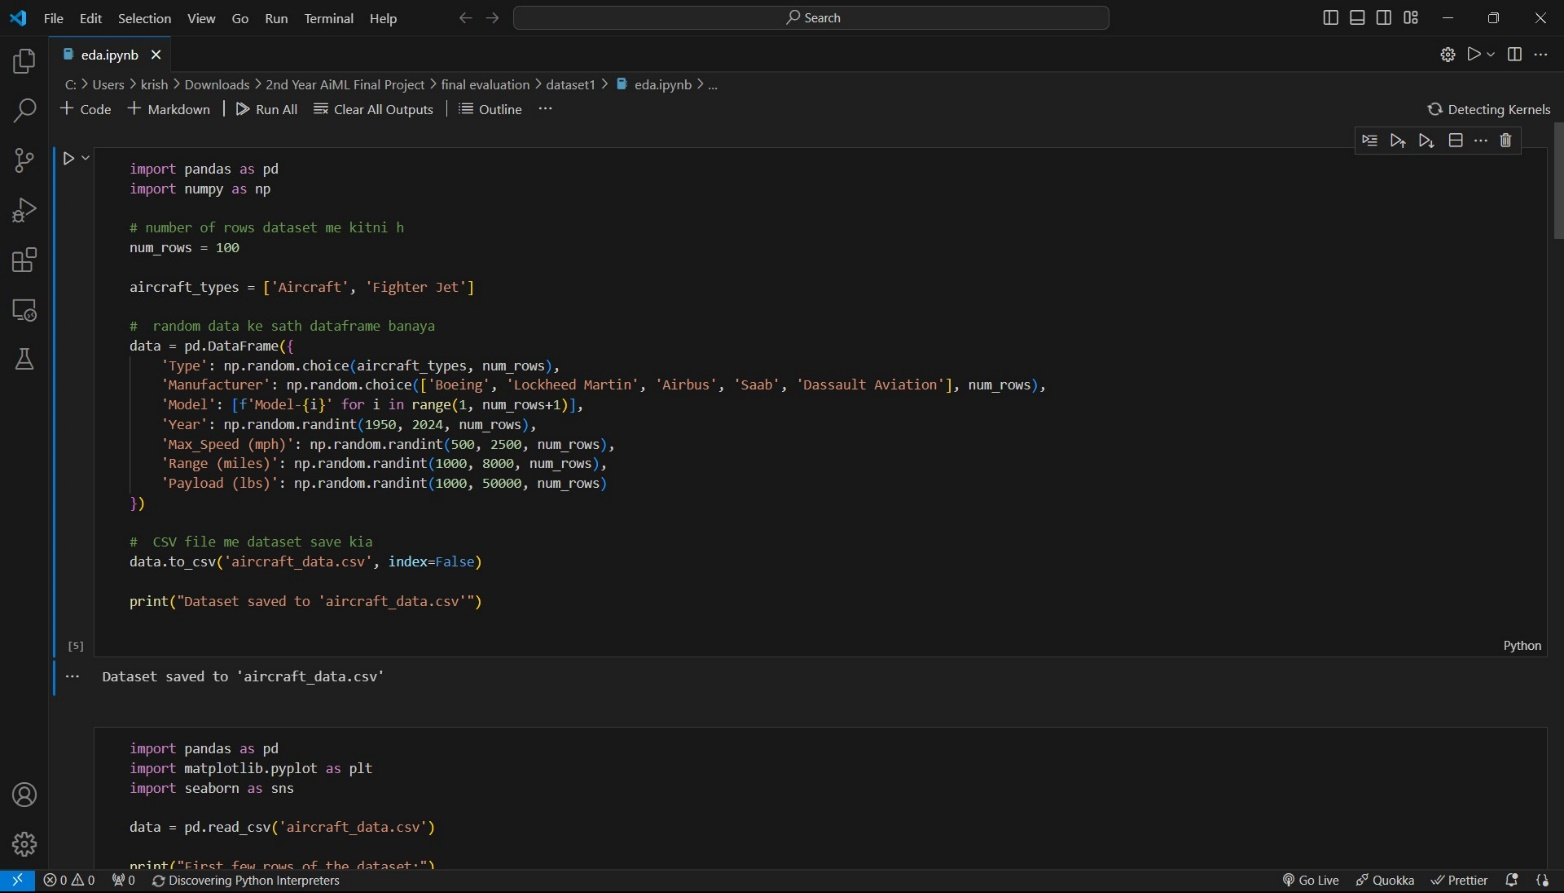 File Edit Selection View Go Run Terminal Help Search
eda.ipynb
C: > Users > krish > Downloads > 2nd Year AiML Final Project > final evaluation > dataset1 > eda.ipynb > ...
+ Code + Markdown Run All Clear All Outputs Outline ... Detecting Kernels
import pandas as pd
import numpy as np
# number of rows dataset me kitni h
num_rows = 100
aircraft_types = ['Aircraft', 'Fighter Jet']
#  random data ke sath dataframe banaya
data = pd.DataFrame({
    'Type': np.random.choice(aircraft_types, num_rows),
    'Manufacturer': np.random.choice(['Boeing', 'Lockheed Martin', 'Airbus', 'Saab', 'Dassault Aviation'], num_rows),
    'Model': [f'Model-{i}' for i in range(1, num_rows+1)],
    'Year': np.random.randint(1950, 2024, num_rows),
    'Max_Speed (mph)': np.random.randint(500, 2500, num_rows),
    'Range (miles)': np.random.randint(1000, 8000, num_rows),
    'Payload (lbs)': np.random.randint(1000, 50000, num_rows)
})
#  CSV file me dataset save kia
data.to_csv('aircraft_data.csv', index=False)
print("Dataset saved to 'aircraft_data.csv'")
[5] Python
... Dataset saved to 'aircraft_data.csv'
import pandas as pd
import matplotlib.pyplot as plt
import seaborn as sns
data = pd.read_csv('aircraft_data.csv')
print("First few rows of the dataset:")
0 0 0 Discovering Python Interpreters Go Live Quokka Prettier